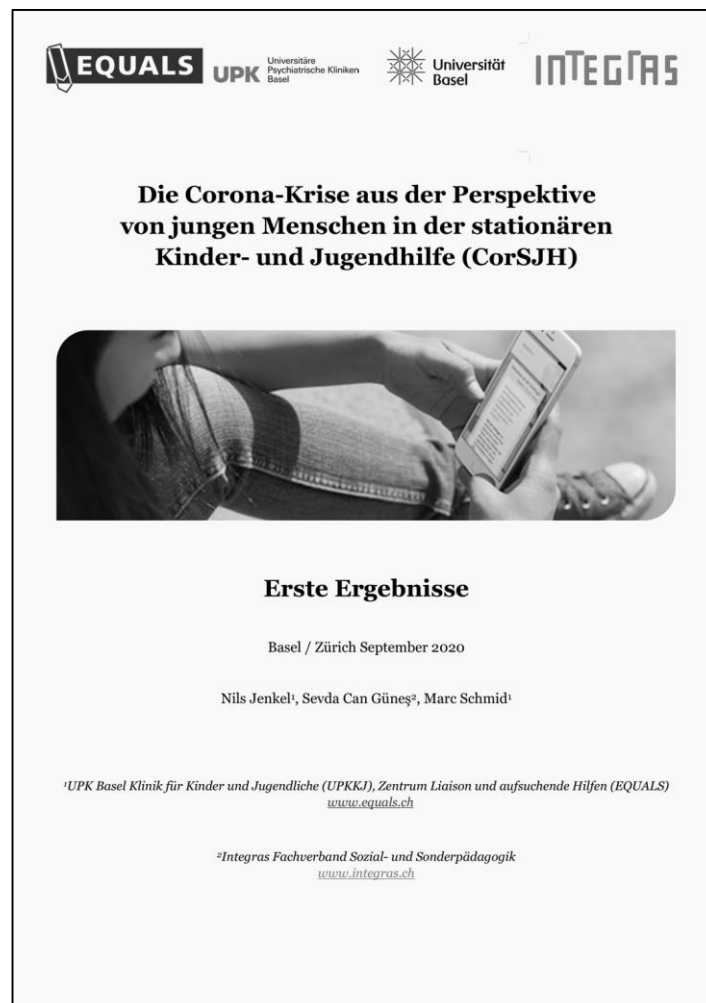 EQUALS
UPK
Universitäre
Psychiatrische Kliniken
Basel
Universität
Basel
INTEGRAS
Die Corona-Krise aus der Perspektive
von jungen Menschen in der stationären
Kinder- und Jugendhilfe (CorSJH)
Erste Ergebnisse
Basel / Zürich September 2020
Nils Jenkel¹, Sevda Can Güneş², Marc Schmid¹
¹UPK Basel Klinik für Kinder und Jugendliche (UPKKJ), Zentrum Liaison und aufsuchende Hilfen (EQUALS)
www.equals.ch
²Integras Fachverband Sozial- und Sonderpädagogik
www.integras.ch